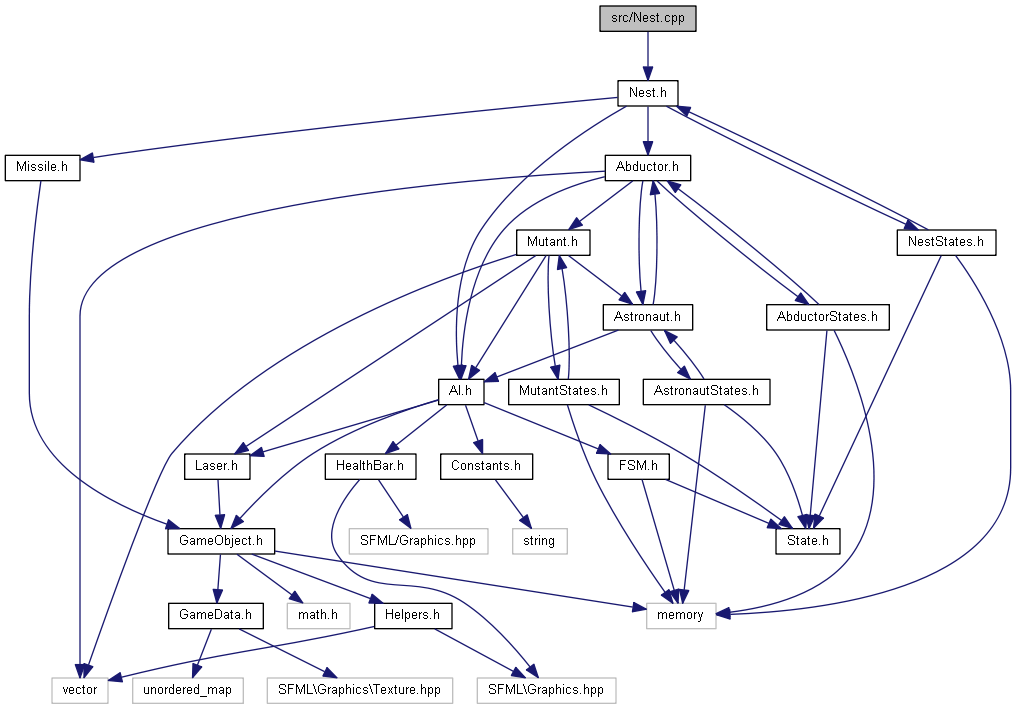 src/Nest.cpp
Nest.h
Missile.h
Abductor.h
Mutant.h
NestStates.h
Astronaut.h
AbductorStates.h
AI.h
MutantStates.h
AstronautStates.h
Laser.h
HealthBar.h
Constants.h
FSM.h
GameObject.h
SFML/Graphics.hpp
string
State.h
GameData.h
math.h
Helpers.h
memory
vector
unordered_map
SFML\Graphics\Texture.hpp
SFML\Graphics.hpp